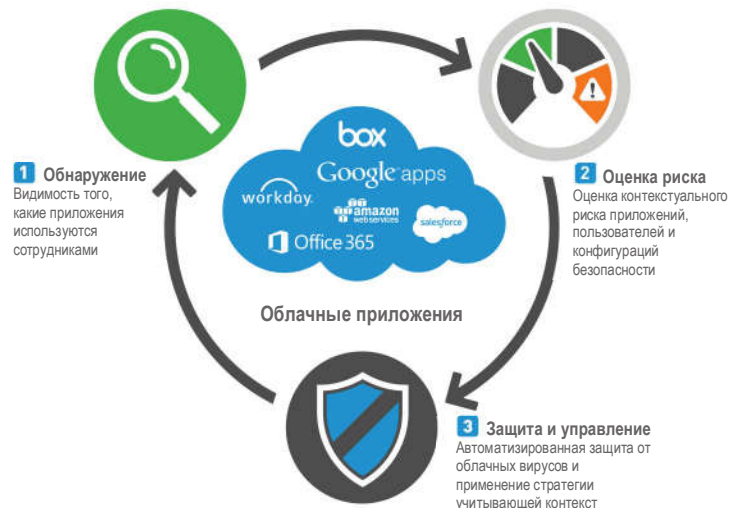 box
Google apps
workday.
amazon
web services
salesforce
Office 365
Облачные приложения
1 Обнаружение
Видимость того,
какие приложения
используются
сотрудниками
2 Оценка риска
Оценка контекстуального
риска приложений,
пользователей и
конфигураций
безопасности
3 Защита и управление
Автоматизированная защита от
облачных вирусов и
применение стратегии
учитывающей контекст